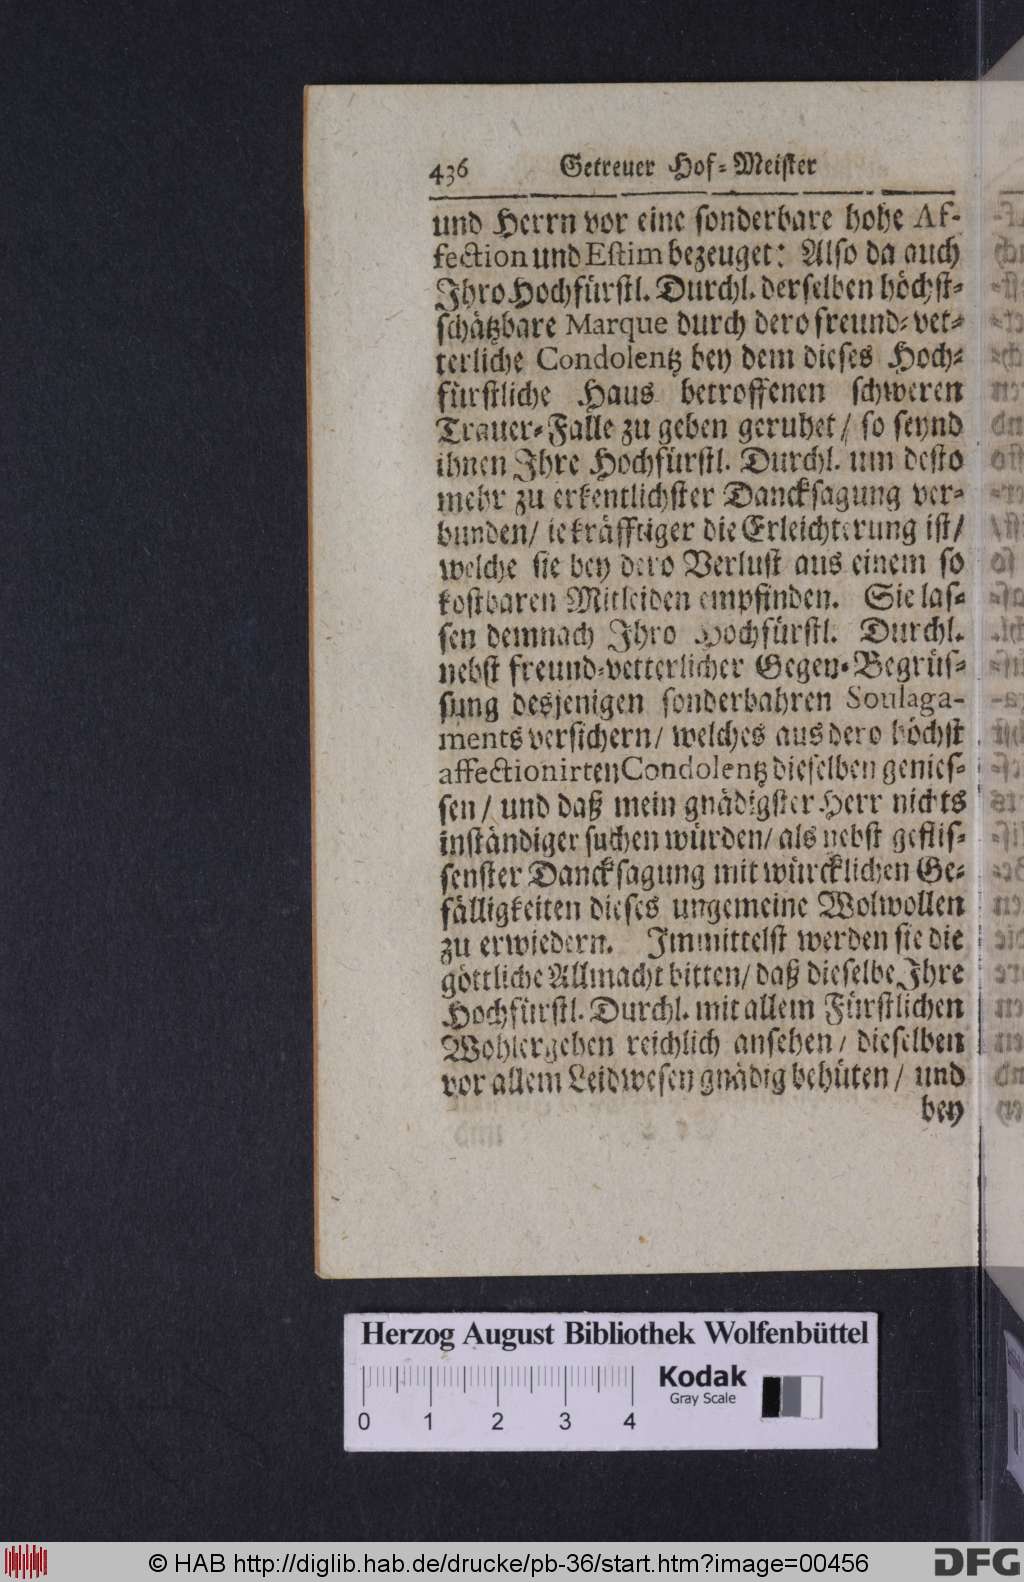 436 Getreuer Hof-Meister
und Herrn vor eine sonderbare hohe Af-
fection und Estim bezeuget: Also da auch
Ihro Hochfürstl. Durchl. derselben höchst-
schätzbare Marque durch dero freund-vet-
terliche Condolentz bey dem dieses Hoch-
fürstliche Haus betroffenen schweren
Trauer-Falle zu geben geruhet / so seynd
ihnen Ihre Hochfürstl. Durchl. um desto
mehr zu erkentlichster Dancksagung ver-
bunden / ie kräfftiger die Erleichterung ist /
welche sie bey dero Verlust aus einem so
kostbaren Mitleiden empfinden. Sie las-
sen demnach Ihro Hochfürstl. Durchl.
nebst freund-vetterlicher Gegen-Begrüs-
sung desjenigen sonderbahren Soulaga-
ments versichern / welches aus dero höchst
affectionirten Condolentz dieselben genies-
sen / und daß mein gnädigster Herr nichts
inständiger suchen würden / als nebst geflis-
senster Dancksagung mit würcklichen Ge-
fälligkeiten dieses ungemeine Wolwollen
zu erwiedern. Immittelst werden sie die
göttliche Allmacht bitten / daß dieselbe Ihre
Hochfürstl. Durchl. mit allem Fürstlichen
Wohlergehen reichlich ansehen / dieselben
vor allem Leidwesen gnädig behüten / und
bey
Herzog August Bibliothek Wolfenbüttel
Kodak
Gray Scale
0 1 2 3 4
© HAB http://diglib.hab.de/drucke/pb-36/start.htm?image=00456
DFG